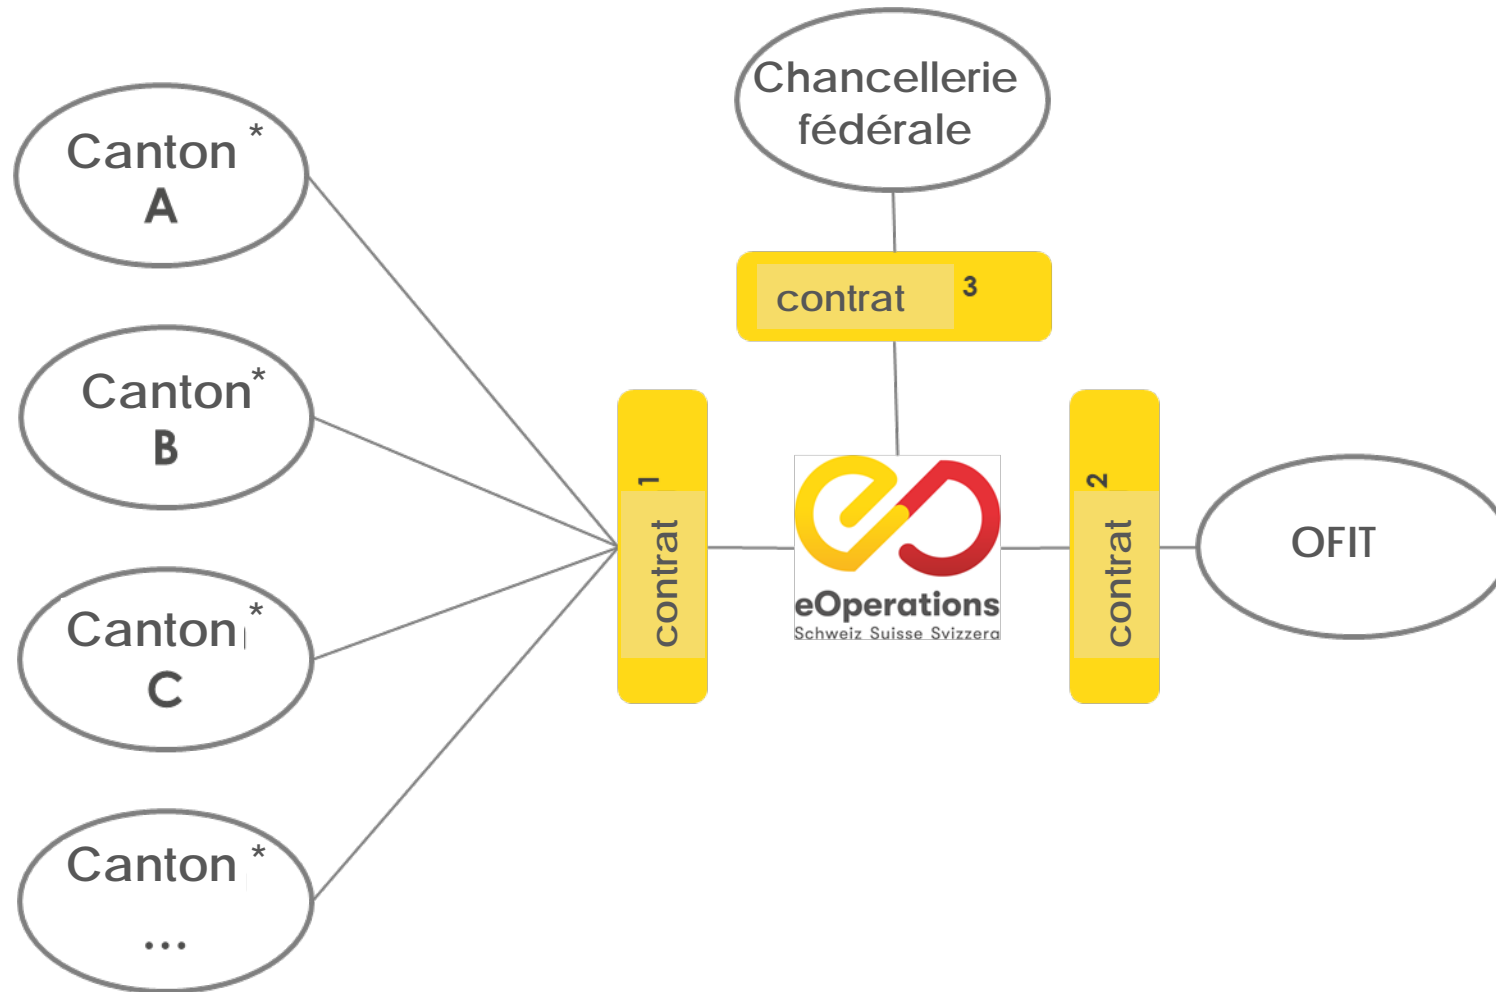 Canton *
A
Canton*
B
Canton *
C
Canton *
...
Chancellerie
fédérale
contrat 3
contrat 1
eOperations
Schweiz Suisse Svizzera
contrat 2
OFIT